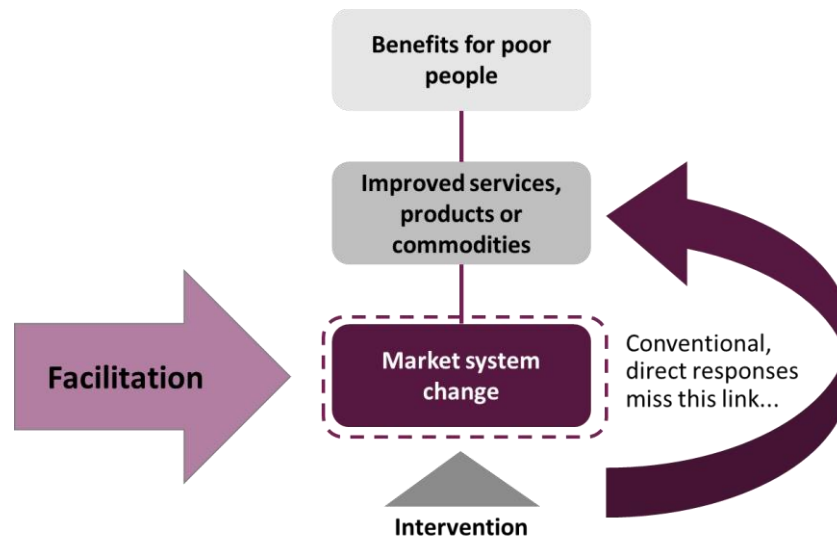 Benefits for poor
people
Improved services,
products or
commodities
Facilitation
Market system
change
Conventional,
direct responses
miss this link...
Intervention